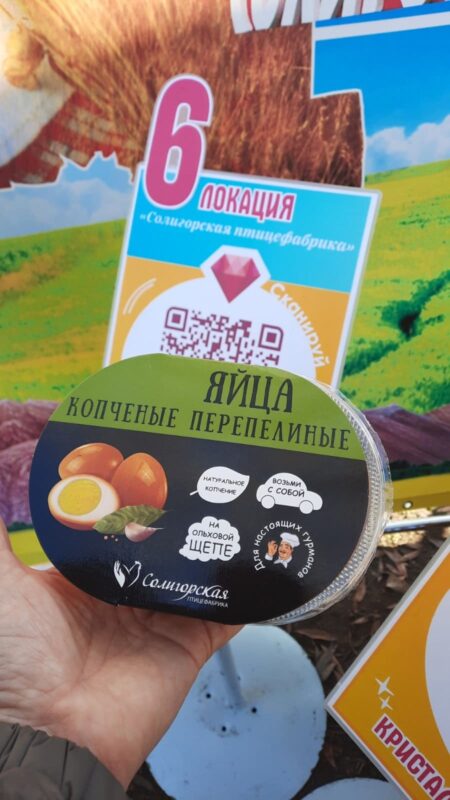 6
ЛОКАЦИЯ
«Солигорская птицефабрика»
Сканируй
ЯЙЦА
КОПЧЕНЫЕ ПЕРЕПЕЛИНЫЕ
НАТУРАЛЬНОЕ
КОПЧЕНИЕ
ВОЗЬМИ
С СОБОЙ
НА
ОЛЬХОВОЙ
ЩЕПЕ
Для настоящих гурманов
Солигорская
ПТИЦЕФАБРИКА
КРИСТА